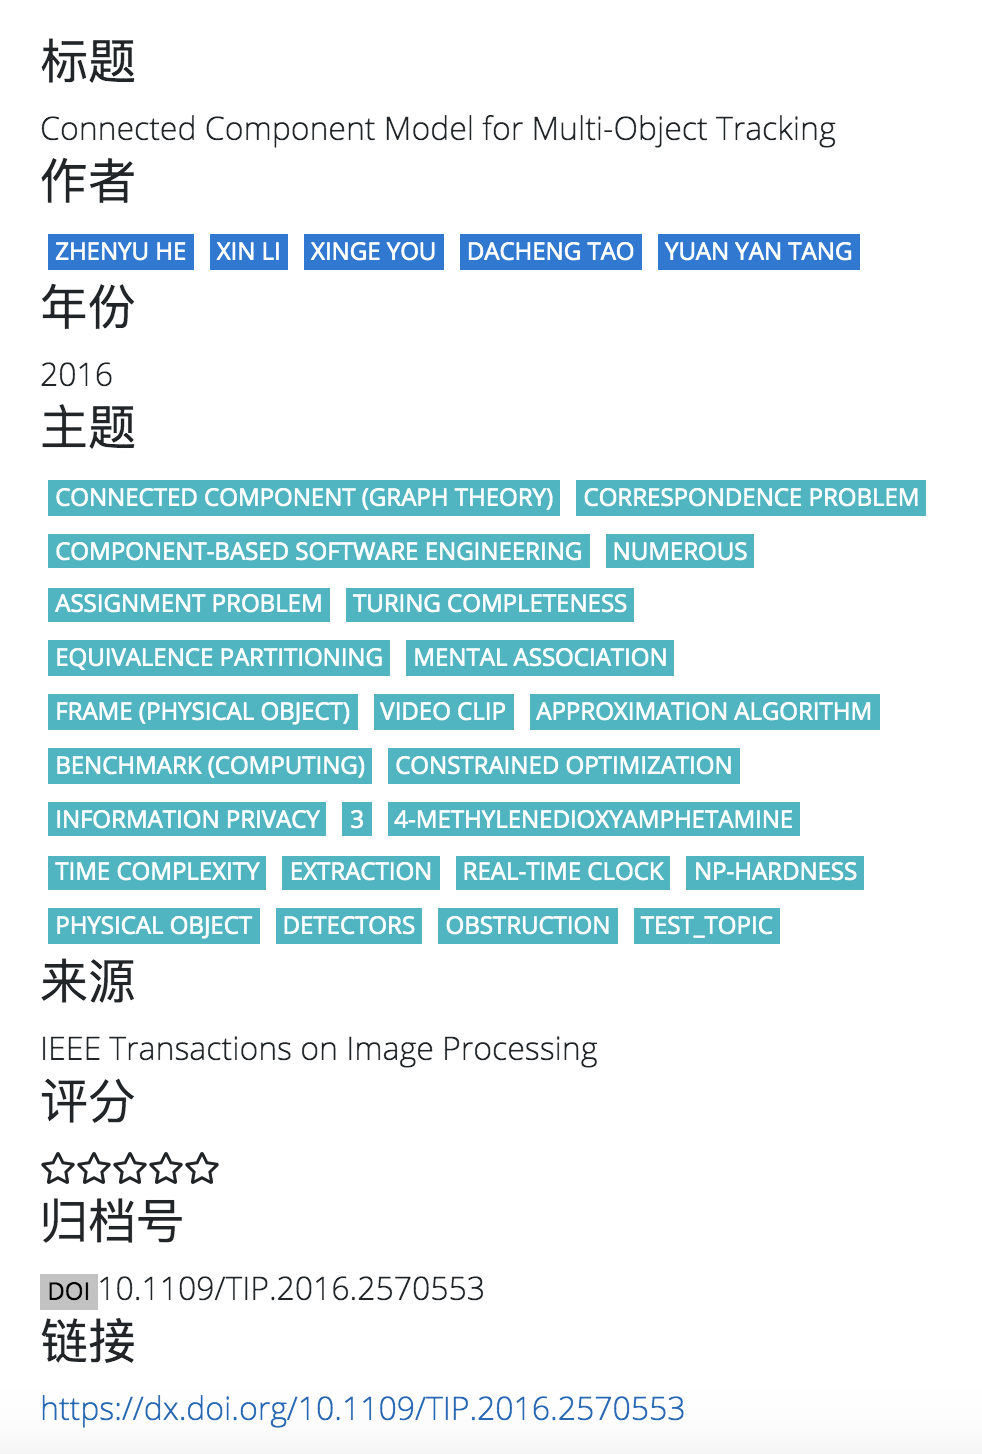 标题
Connected Component Model for Multi-Object Tracking
作者
ZHENYU HE XIN LI XINGE YOU DACHENG TAO YUAN YAN TANG
年份
2016
主题
CONNECTED COMPONENT (GRAPH THEORY) CORRESPONDENCE PROBLEM
COMPONENT-BASED SOFTWARE ENGINEERING NUMEROUS
ASSIGNMENT PROBLEM TURING COMPLETENESS
EQUIVALENCE PARTITIONING MENTAL ASSOCIATION
FRAME (PHYSICAL OBJECT) VIDEO CLIP APPROXIMATION ALGORITHM
BENCHMARK (COMPUTING) CONSTRAINED OPTIMIZATION
INFORMATION PRIVACY 3 4-METHYLENEDIOXYAMPHETAMINE
TIME COMPLEXITY EXTRACTION REAL-TIME CLOCK NP-HARDNESS
PHYSICAL OBJECT DETECTORS OBSTRUCTION TEST_TOPIC
来源
IEEE Transactions on Image Processing
评分
归档号
DOI 10.1109/TIP.2016.2570553
链接
https://dx.doi.org/10.1109/TIP.2016.2570553